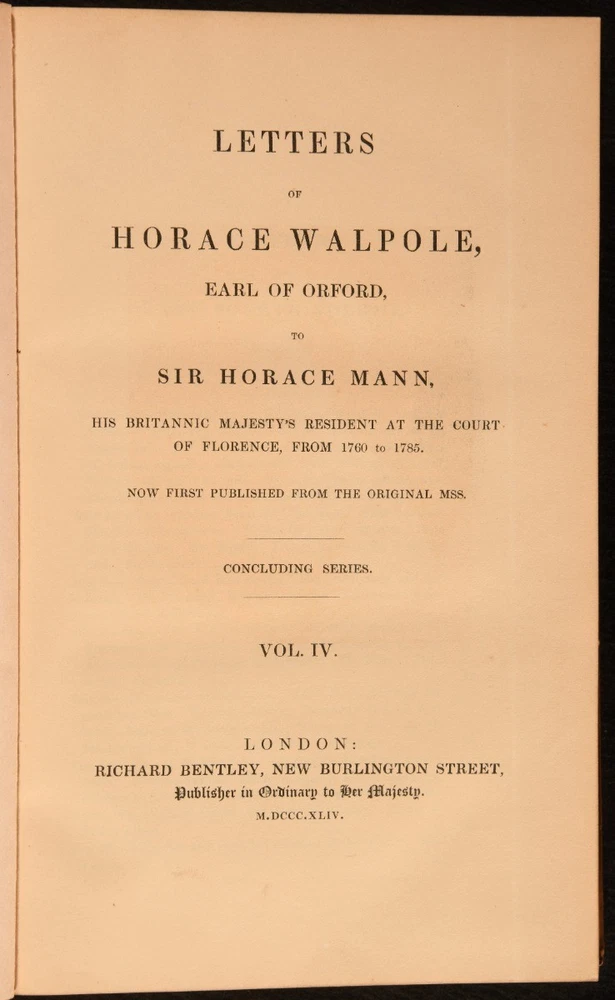 LETTERS
OF
HORACE WALPOLE,
EARL OF ORFORD,
TO
SIR HORACE MANN,
HIS BRITANNIC MAJESTY'S RESIDENT AT THE COURT
OF FLORENCE, FROM 1760 to 1785.
NOW FIRST PUBLISHED FROM THE ORIGINAL MSS.
CONCLUDING SERIES.
VOL. IV.
LONDON:
RICHARD BENTLEY, NEW BURLINGTON STREET,
Publisher in Ordinary to Her Majesty.
M.DCCC.XLIV.